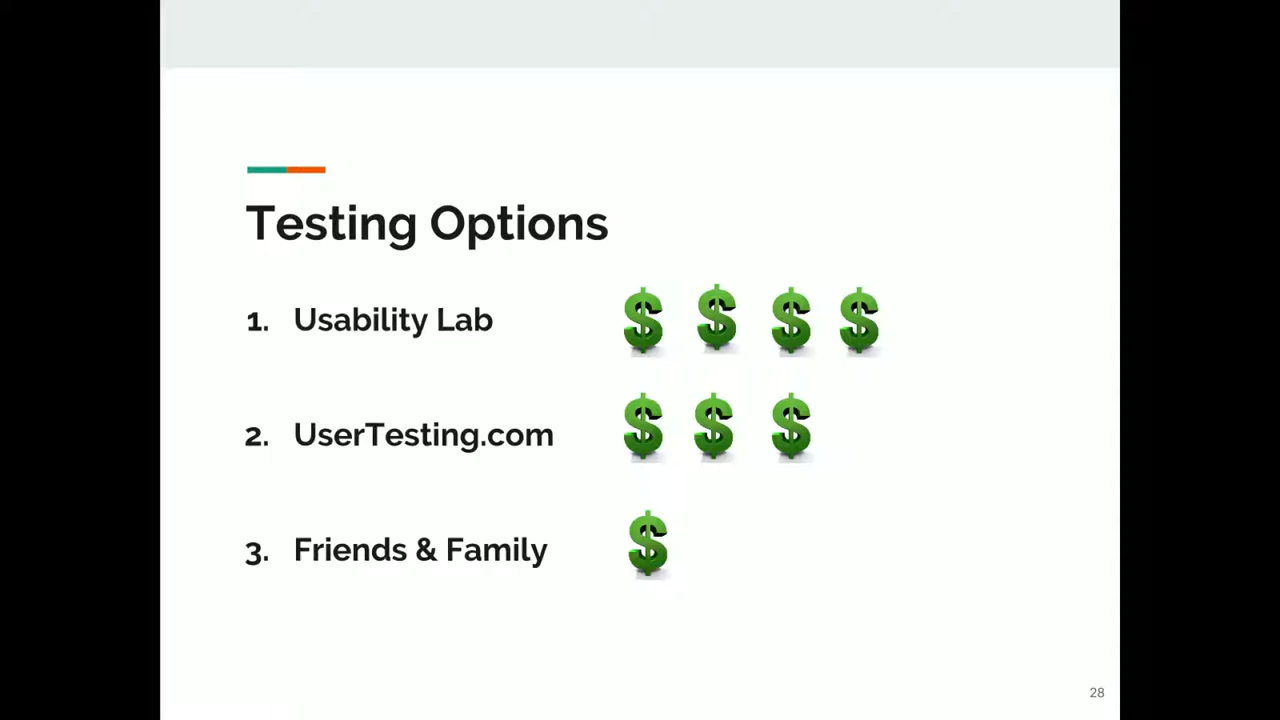 Testing Options
1. Usability Lab $ $ $ $
2. UserTesting.com $ $ $
3. Friends & Family $
28